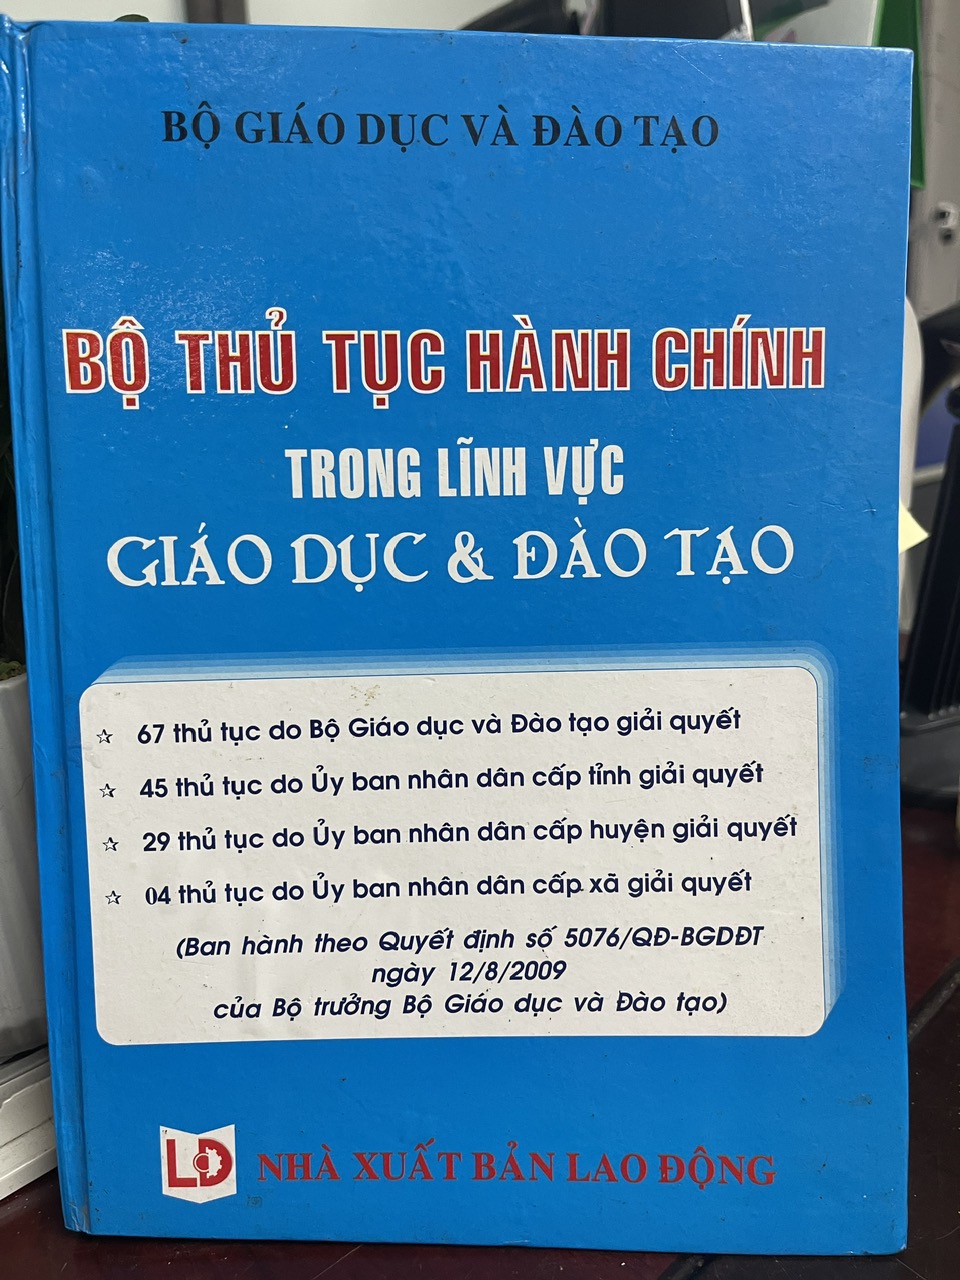 BỘ GIÁO DỤC VÀ ĐÀO TẠO
BỘ THỦ TỤC HÀNH CHÍNH
TRONG LĨNH VỰC
GIÁO DỤC & ĐÀO TẠO
☆ 67 thủ tục do Bộ Giáo dục và Đào tạo giải quyết
☆ 45 thủ tục do Ủy ban nhân dân cấp tỉnh giải quyết
☆ 29 thủ tục do Ủy ban nhân dân cấp huyện giải quyết
☆ 04 thủ tục do Ủy ban nhân dân cấp xã giải quyết
(Ban hành theo Quyết định số 5076/QĐ-BGDĐT
ngày 12/8/2009
của Bộ trưởng Bộ Giáo dục và Đào tạo)
LĐ NHÀ XUẤT BẢN LAO ĐỘNG